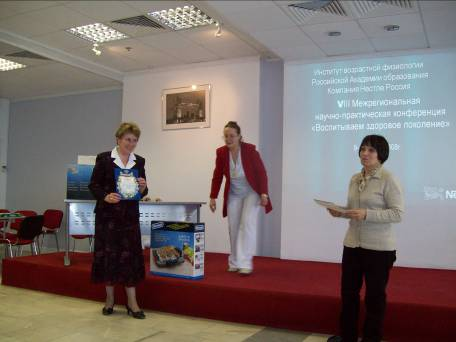 Институт возрастной физиологии
Российской Академии образования
Компания Нестле Россия
VIII Межрегиональная
научно-практическая конференция
«Воспитываем здоровое поколение»